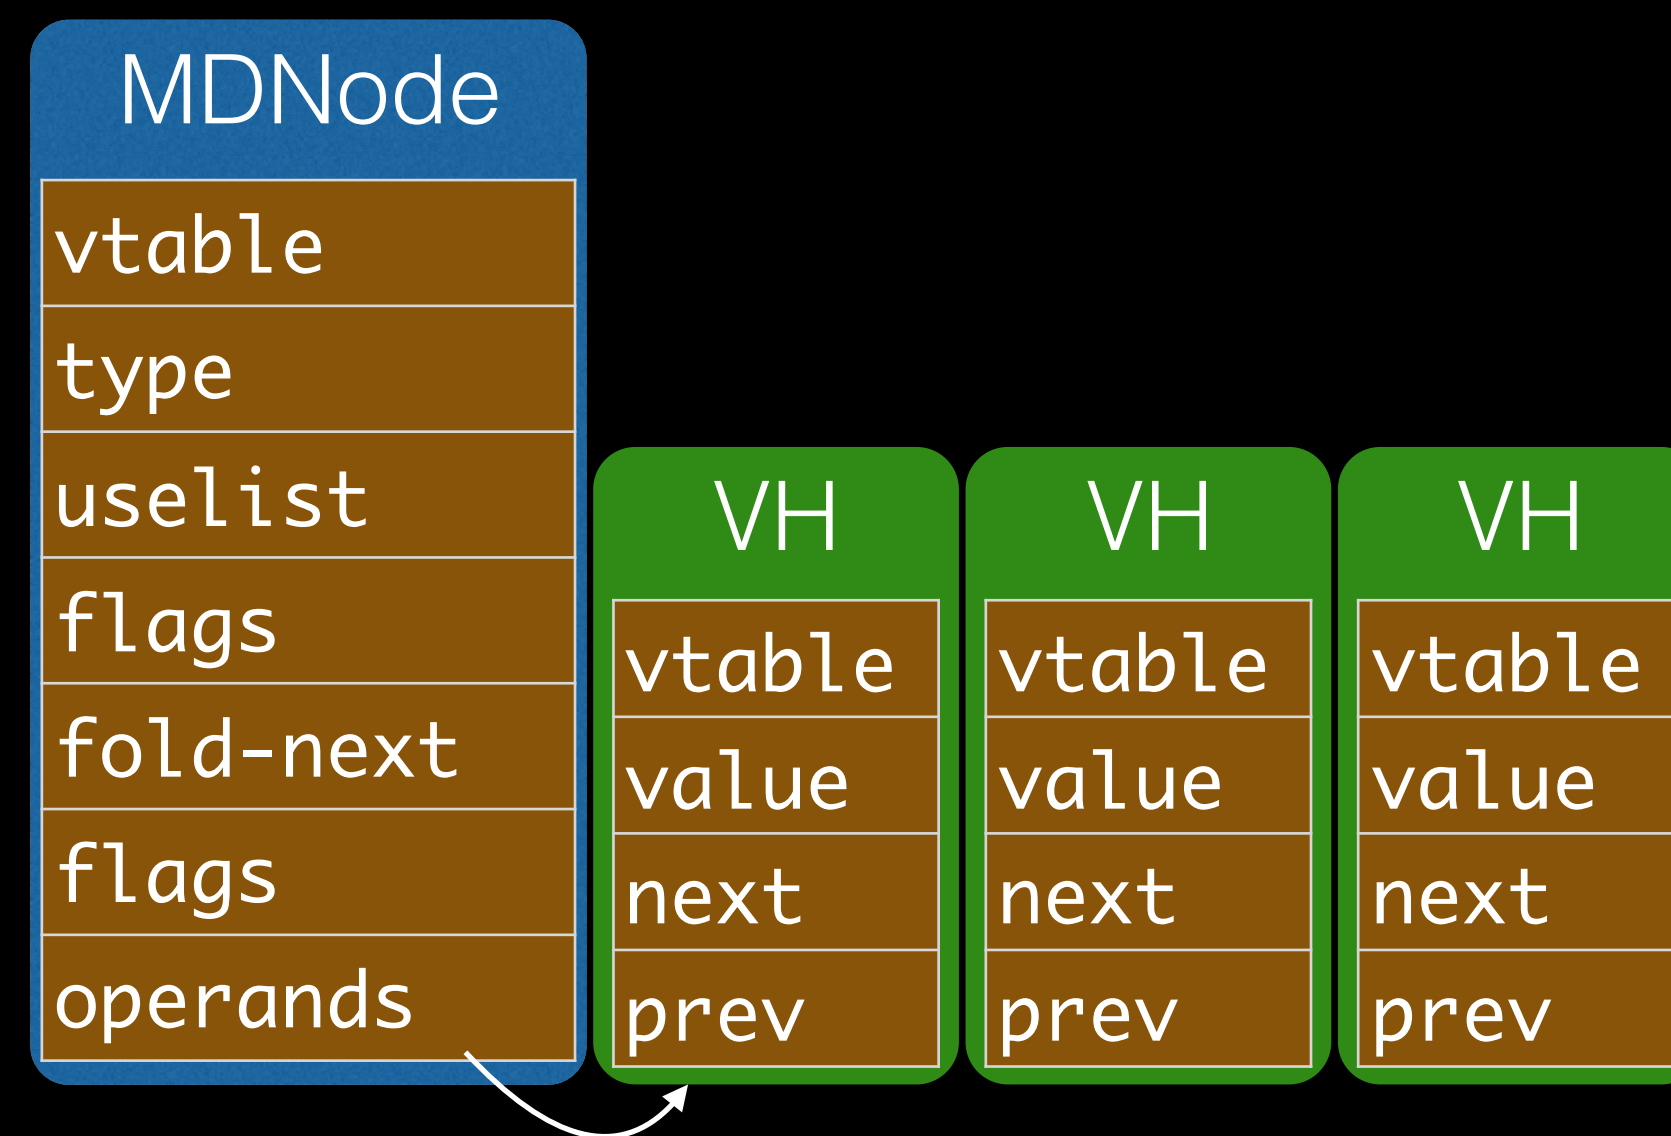 MDNode
vtable
type
uselist
flags
fold-next
flags
operands
VH
vtable
value
next
prev
VH
vtable
value
next
prev
VH
vtable
value
next
prev